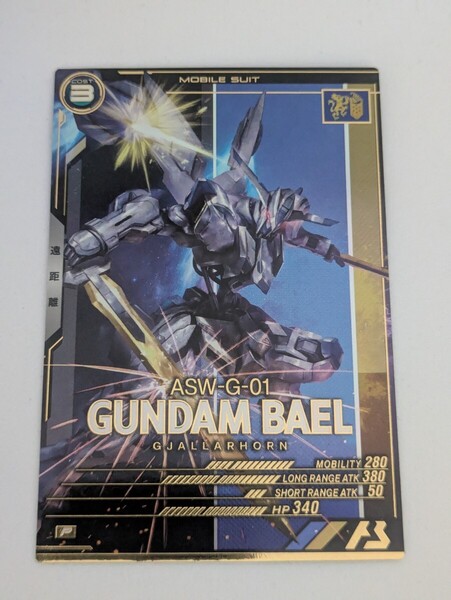 COST
3
MOBILE SUIT
遠距離
ASW-G-01
GUNDAM BAEL
GJALLARHORN
MOBILITY 280
LONG RANGE ATK 380
SHORT RANGE ATK 50
HP 340
P